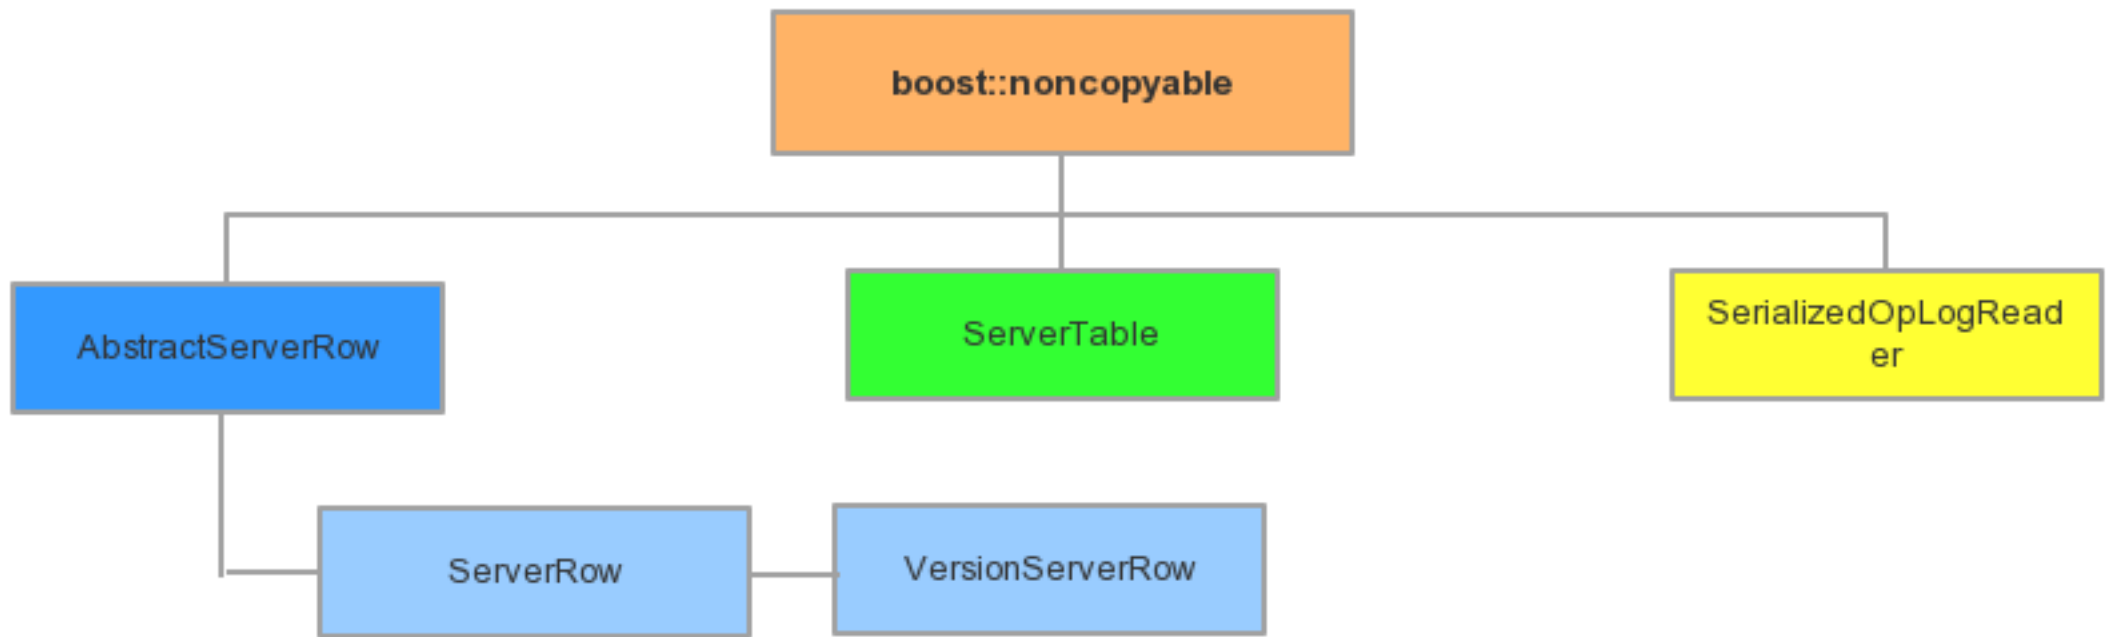 boost::noncopyable
AbstractServerRow
ServerTable
SerializedOpLogRead
er
ServerRow
VersionServerRow